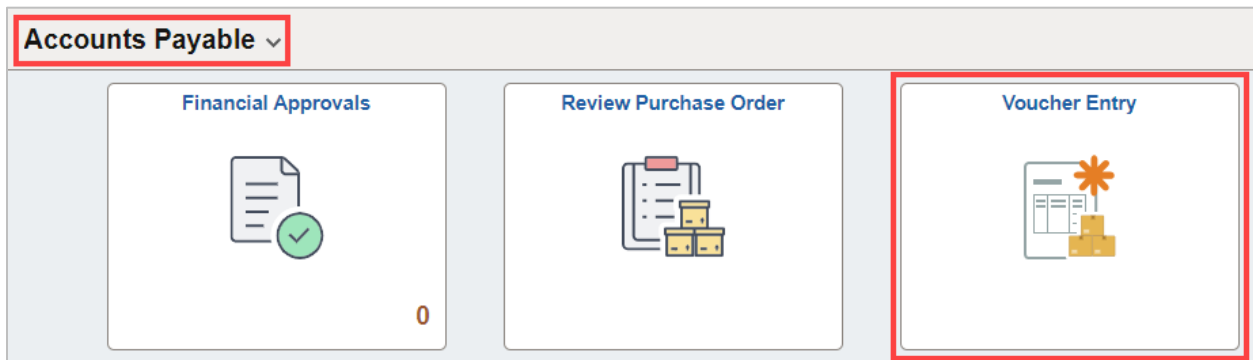 Accounts Payable
Financial Approvals
Review Purchase Order
Voucher Entry
0